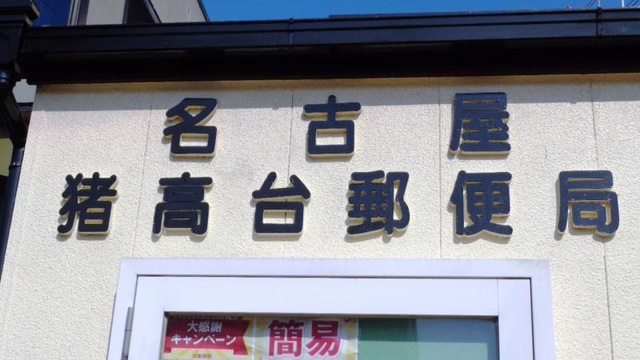 名古屋
猪高台郵便局
大感謝
キャンペーン
簡易